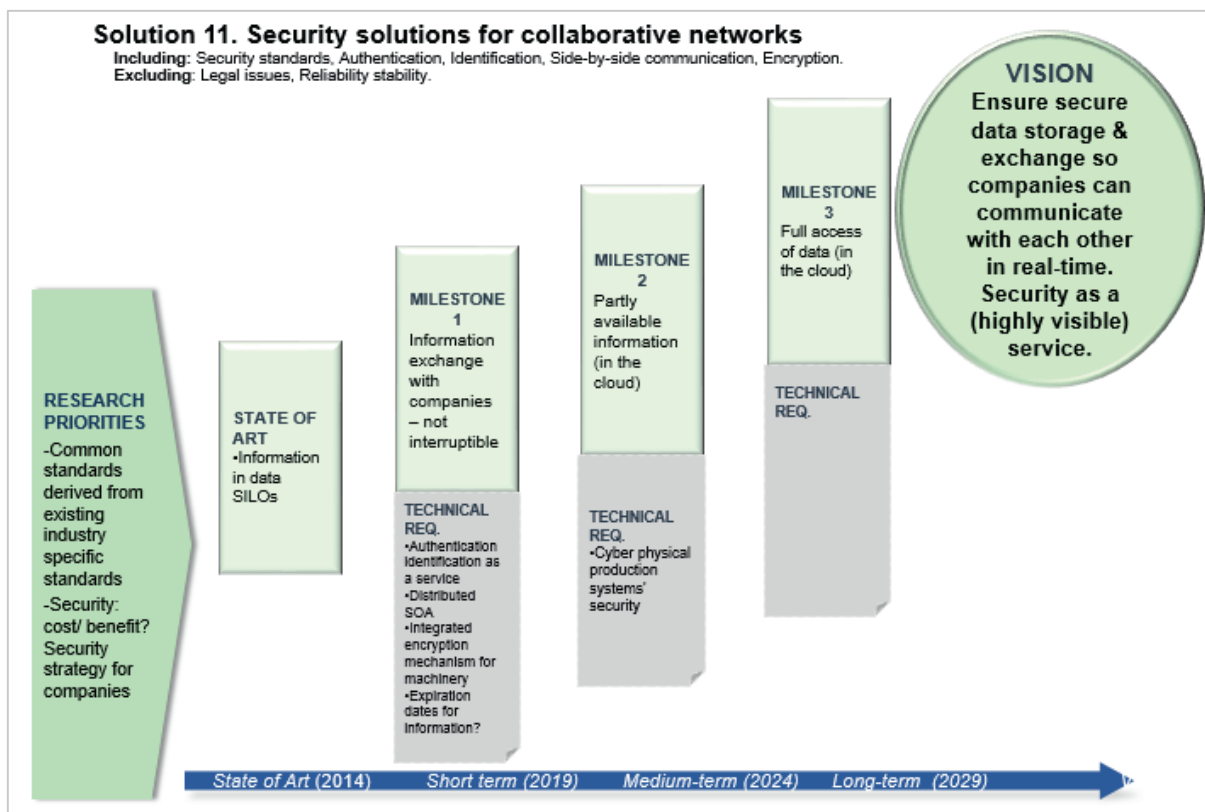 Solution 11. Security solutions for collaborative networks
Including: Security standards, Authentication, Identification, Side-by-side communication, Encryption.
Excluding: Legal issues, Reliability stability.
RESEARCH
PRIORITIES
-Common
standards
derived from
existing
industry
specific
standards
-Security:
cost/ benefit?
Security
strategy for
companies
STATE OF
ART
•Information
in data
SILOs
MILESTONE
1
Information
exchange
with
companies
– not
interruptible
TECHNICAL
REQ.
•Authentication
identification as
a service
•Distributed
SOA
•Integrated
encryption
mechanism for
machinery
•Expiration
dates for
information?
MILESTONE
2
Partly
available
information
(in the
cloud)
TECHNICAL
REQ.
•Cyber physical
production
systems'
security
MILESTONE
3
Full access
of data (in
the cloud)
TECHNICAL
REQ.
VISION
Ensure secure
data storage &
exchange so
companies can
communicate
with each other
in real-time.
Security as a
(highly visible)
service.
State of Art (2014) Short term (2019) Medium-term (2024) Long-term (2029)